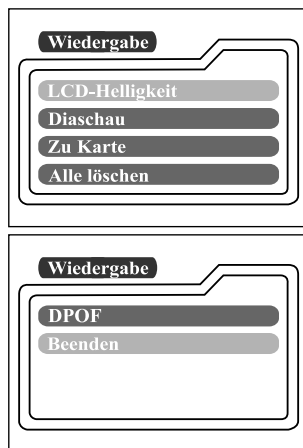 Wiedergabe
LCD-Helligkeit
Diaschau
Zu Karte
Alle löschen
Wiedergabe
DPOF
Beenden